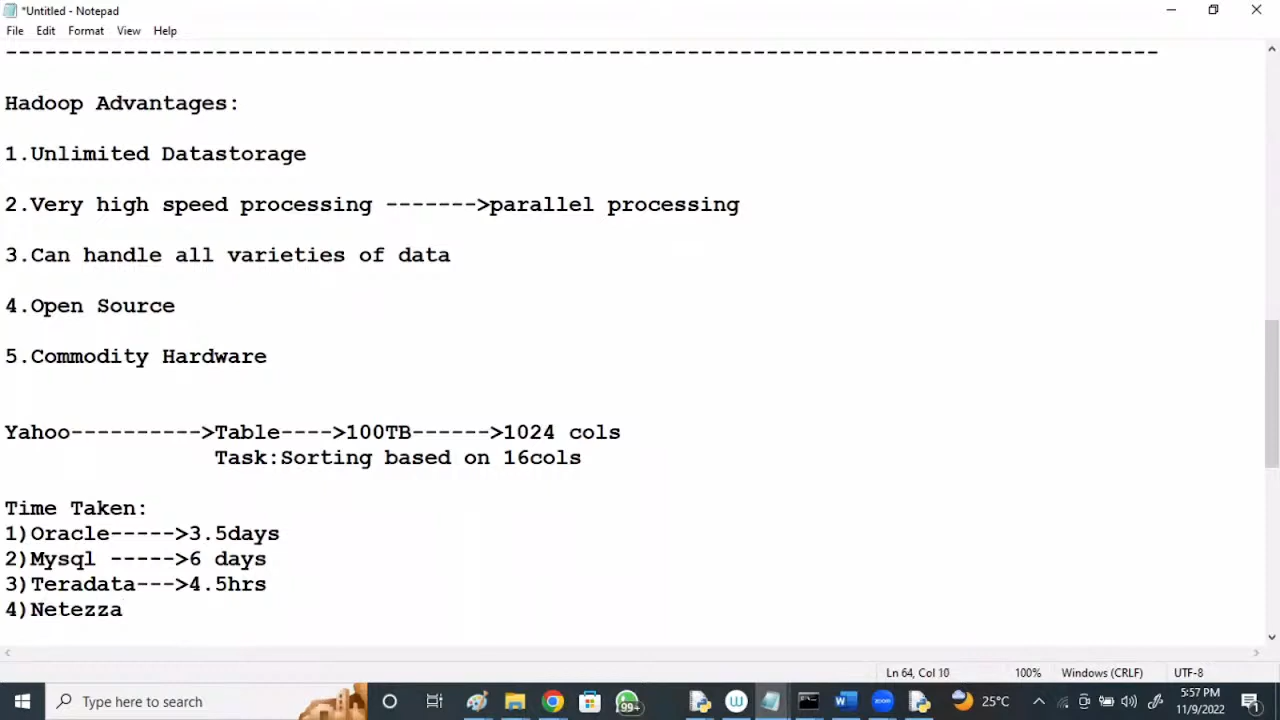 *Untitled - Notepad
File Edit Format View Help
----------------------------------------------------------------------------------------
Hadoop Advantages:
1.Unlimited Datastorage
2.Very high speed processing ------->parallel processing
3.Can handle all varieties of data
4.Open Source
5.Commodity Hardware
Yahoo---------->Table---->100TB------>1024 cols
Task:Sorting based on 16cols
Time Taken:
1)Oracle----->3.5days
2)Mysql ----->6 days
3)Teradata--->4.5hrs
4)Netezza
Ln 64, Col 10 100% Windows (CRLF) UTF-8
Type here to search 99+ 25°C 5:57 PM
11/9/2022 1